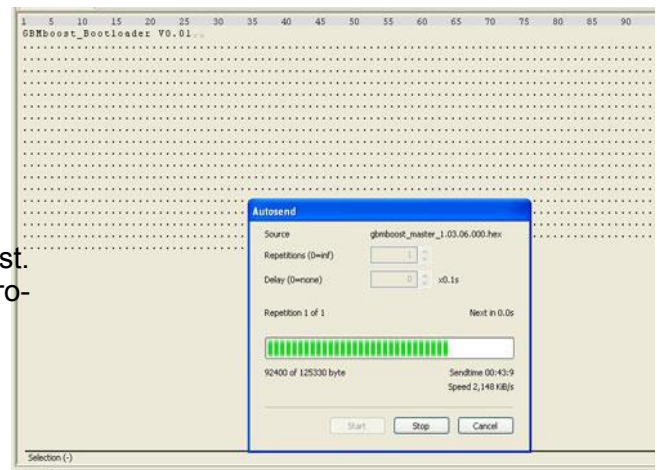 1 5 10 15 20 25 30 35 40 45 50 55 60 65 70 75 80 85 90
GBMboost_Bootloader V0.01
Autosend
Source gbmboost_master_1.03.06.000.hex
Repetitions (0=inf) 1
Delay (0=none) 0 x0.1s
st.
ro-
Repetition 1 of 1 Next in 0.0s
92400 of 125330 byte Sendtime 00:43:9
Speed 2,148 KiB/s
Start Stop Cancel
Selection (-)